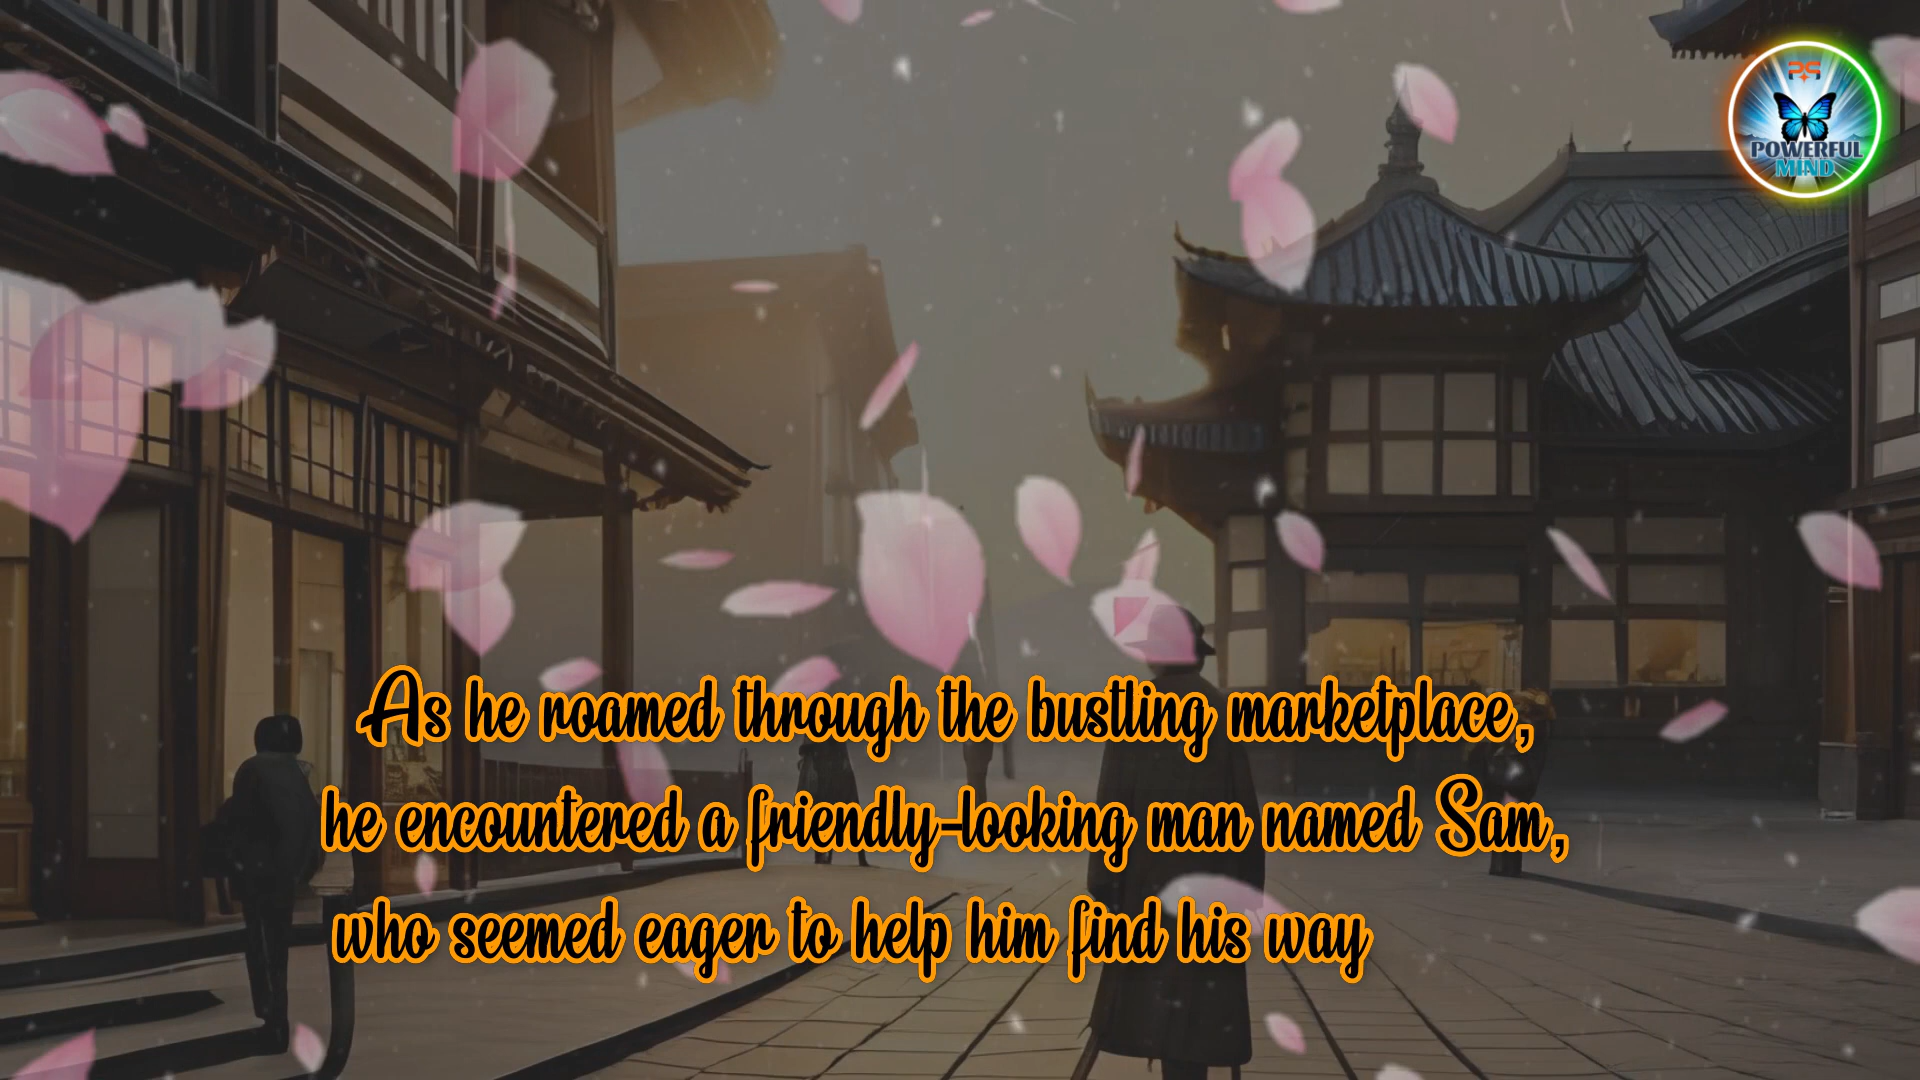 PS
POWERFUL
MIND
As he roamed through the bustling marketplace,
he encountered a friendly-looking man named Sam,
who seemed eager to help him find his way